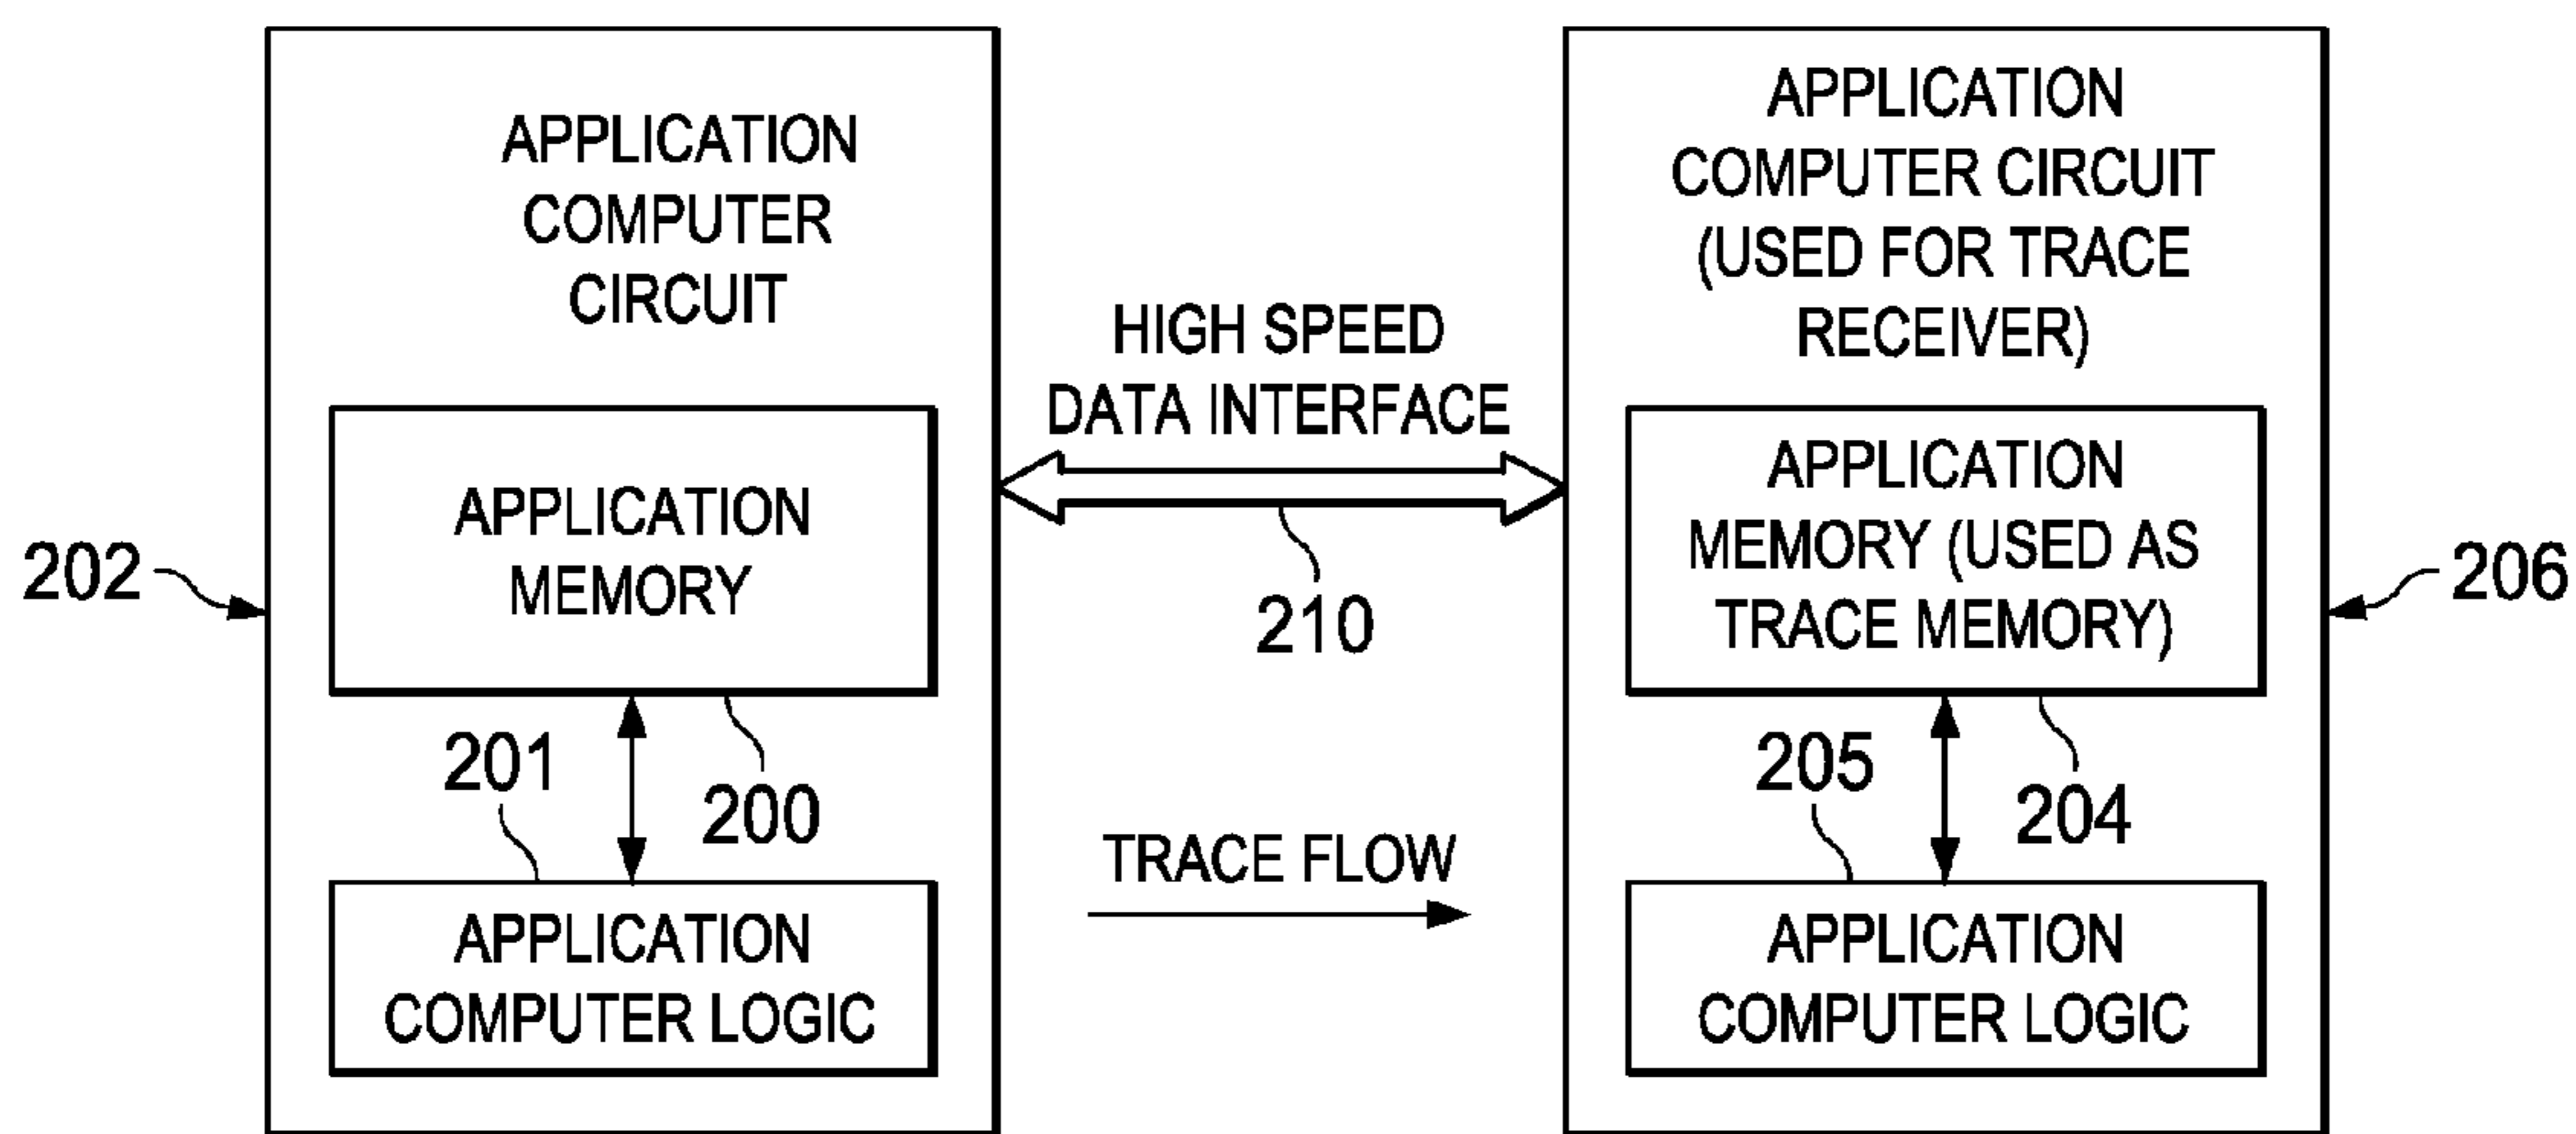 APPLICATION
COMPUTER
CIRCUIT
APPLICATION
MEMORY
202
201
200
APPLICATION
COMPUTER LOGIC
HIGH SPEED
DATA INTERFACE
210
TRACE FLOW
APPLICATION
COMPUTER CIRCUIT
(USED FOR TRACE
RECEIVER)
APPLICATION
MEMORY (USED AS
TRACE MEMORY)
206
205
204
APPLICATION
COMPUTER LOGIC